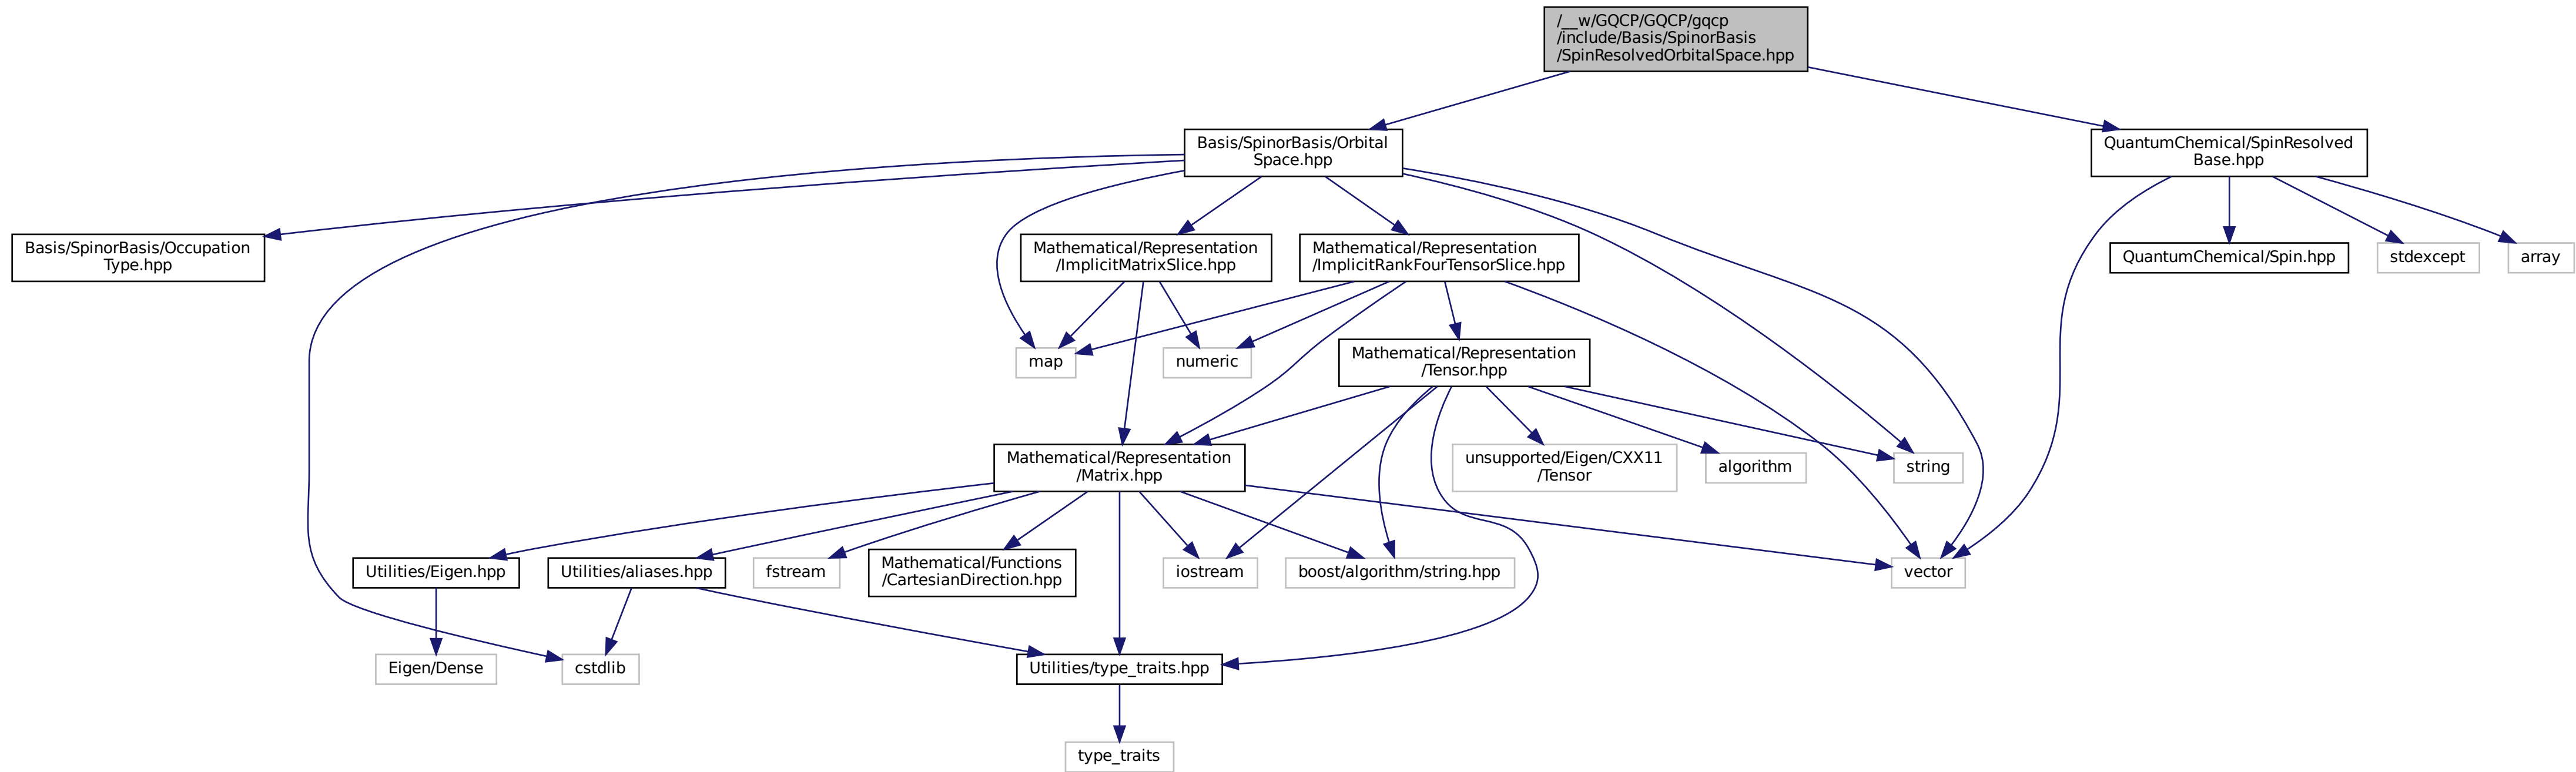 /__w/GQCP/GQCP/gqcp
/include/Basis/SpinorBasis
/SpinResolvedOrbitalSpace.hpp
Basis/SpinorBasis/Orbital
Space.hpp
QuantumChemical/SpinResolved
Base.hpp
Basis/SpinorBasis/Occupation
Type.hpp
Mathematical/Representation
/ImplicitMatrixSlice.hpp
Mathematical/Representation
/ImplicitRankFourTensorSlice.hpp
QuantumChemical/Spin.hpp
stdexcept
array
map
numeric
Mathematical/Representation
/Tensor.hpp
Mathematical/Representation
/Matrix.hpp
unsupported/Eigen/CXX11
/Tensor
algorithm
string
Utilities/Eigen.hpp
Utilities/aliases.hpp
fstream
Mathematical/Functions
/CartesianDirection.hpp
iostream
boost/algorithm/string.hpp
vector
Eigen/Dense
cstdlib
Utilities/type_traits.hpp
type_traits